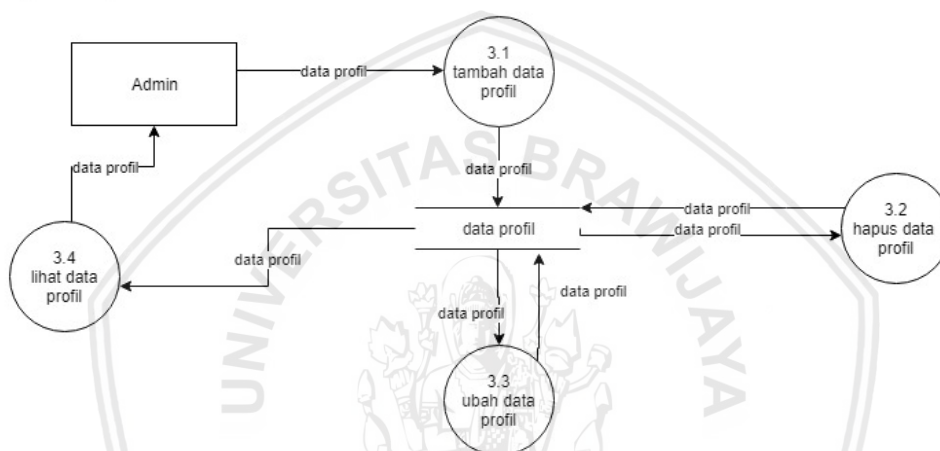 Admin
data profil
3.1
tambah data
profil
data profil
data profil
UNIVERSITAS BRAWIJAYA
data profil
data profil
data profil
3.2
hapus data
profil
3.4
lihat data
profil
data profil
data profil
data profil
3.3
ubah data
profil